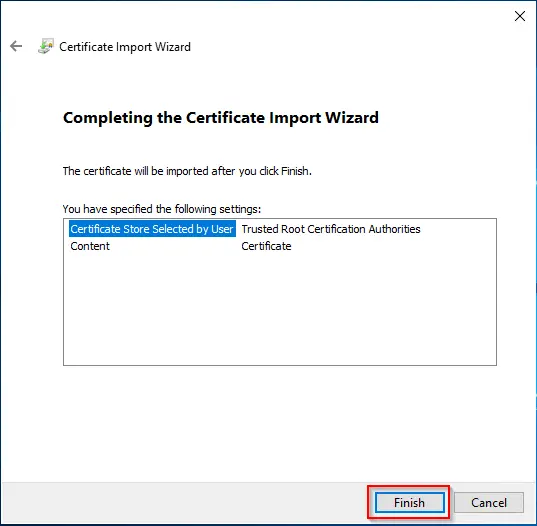 Certificate Import Wizard
Completing the Certificate Import Wizard
The certificate will be imported after you click Finish.
You have specified the following settings:
Certificate Store Selected by User Trusted Root Certification Authorities
Content Certificate
Finish Cancel